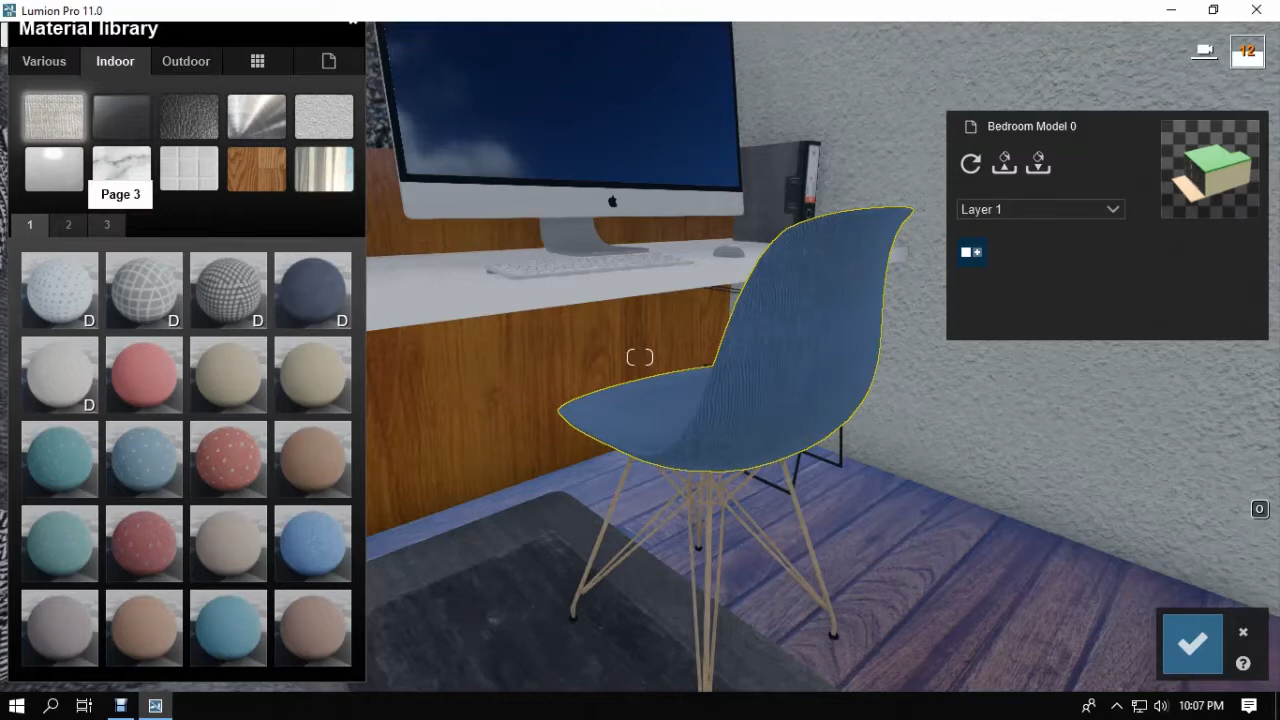 Lumion Pro 11.0
Material library
Various
Indoor
Outdoor
Page 3
1
2
3
D
D
D
D
D
12
Bedroom Model 0
Layer 1
O
10:07 PM